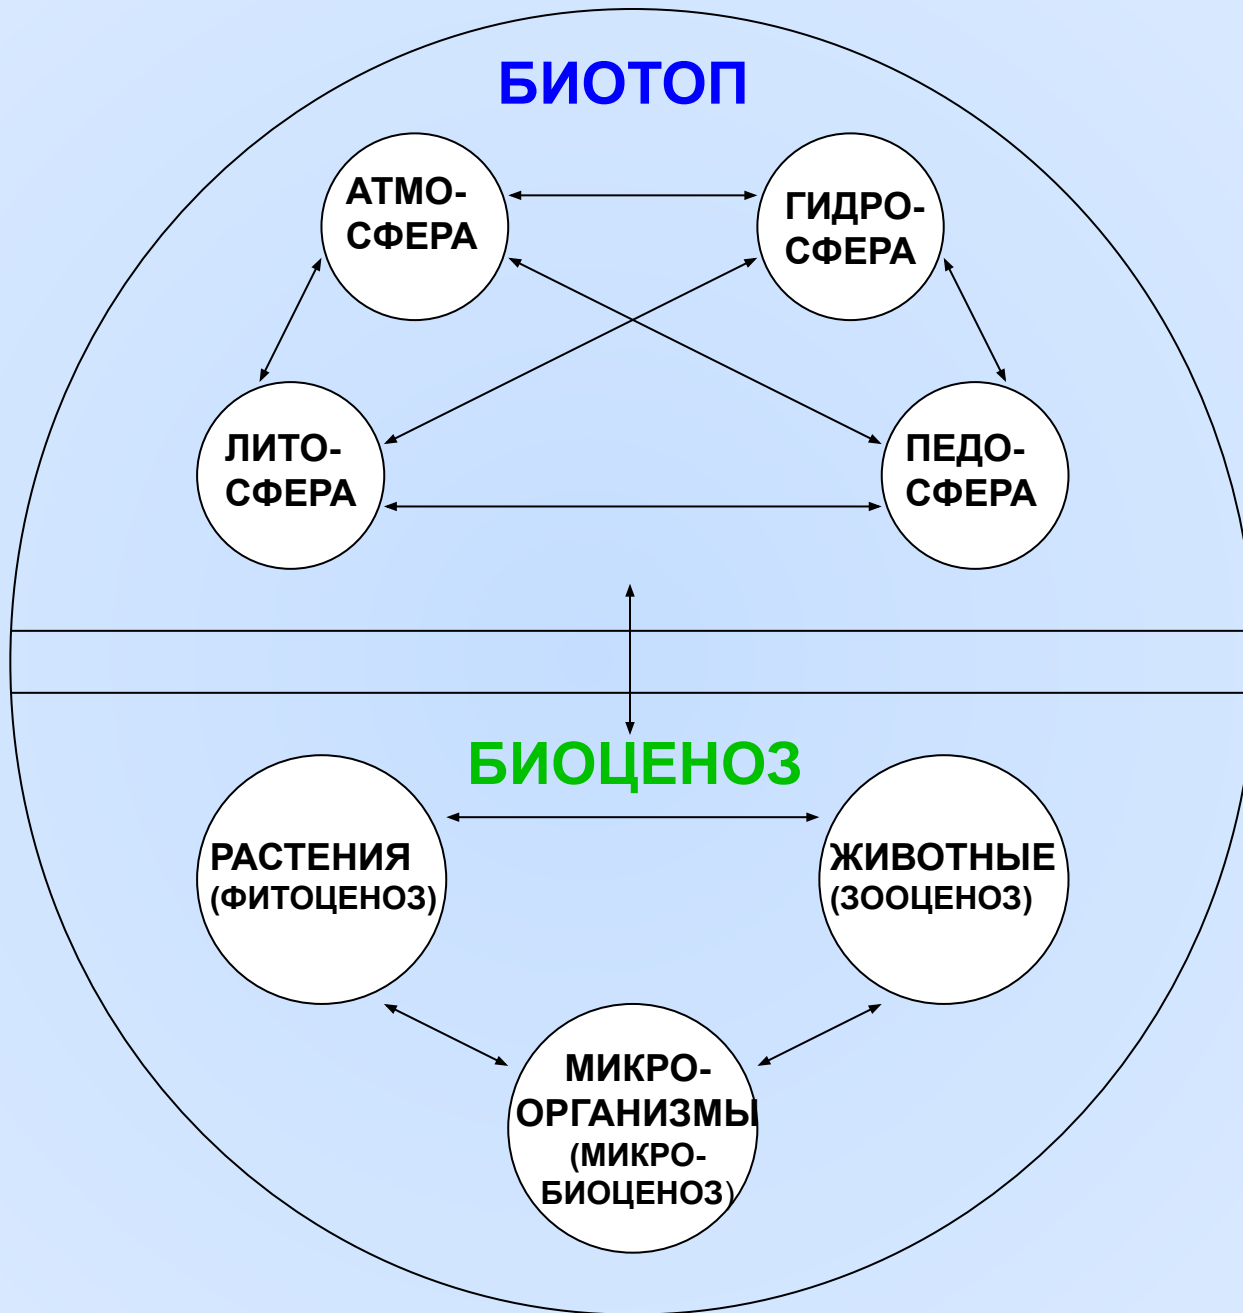 БИОТОП
АТМО-
СФЕРА
ГИДРО-
СФЕРА
ЛИТО-
СФЕРА
ПЕДО-
СФЕРА
БИОЦЕНОЗ
РАСТЕНИЯ
(ФИТОЦЕНОЗ)
ЖИВОТНЫЕ
(ЗООЦЕНОЗ)
МИКРО-
ОРГАНИЗМЫ
(МИКРО-
БИОЦЕНОЗ)